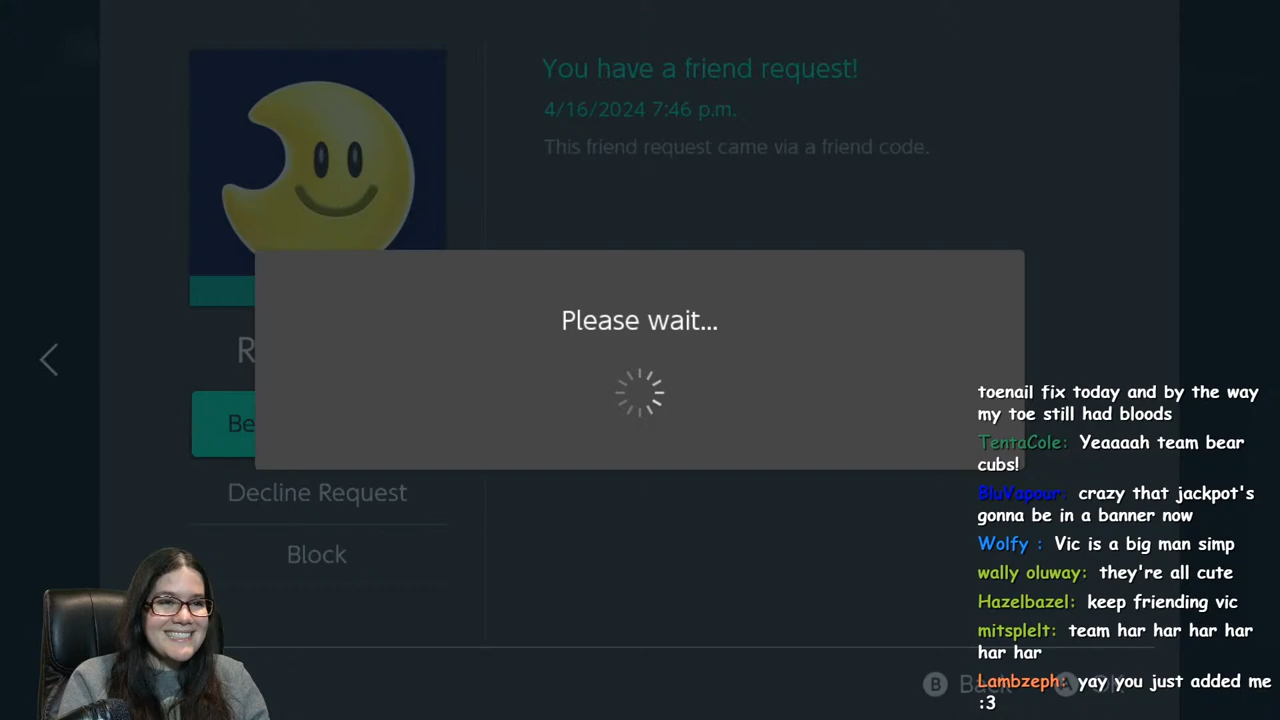 You have a friend request!
4/16/2024 7:46 p.m.
This friend request came via a friend code.
Please wait...
R
Be
Decline Request
Block
B Back A OK
toenail fix today and by the way
my toe still had bloods
TentaCole: Yeaaaah team bear
cubs!
BluVapour: crazy that jackpot's
gonna be in a banner now
Wolfy : Vic is a big man simp
wally oluway: they're all cute
Hazelbazel: keep friending vic
mitsplelt: team har har har har
har har
Lambzeph: yay you just added me
:3